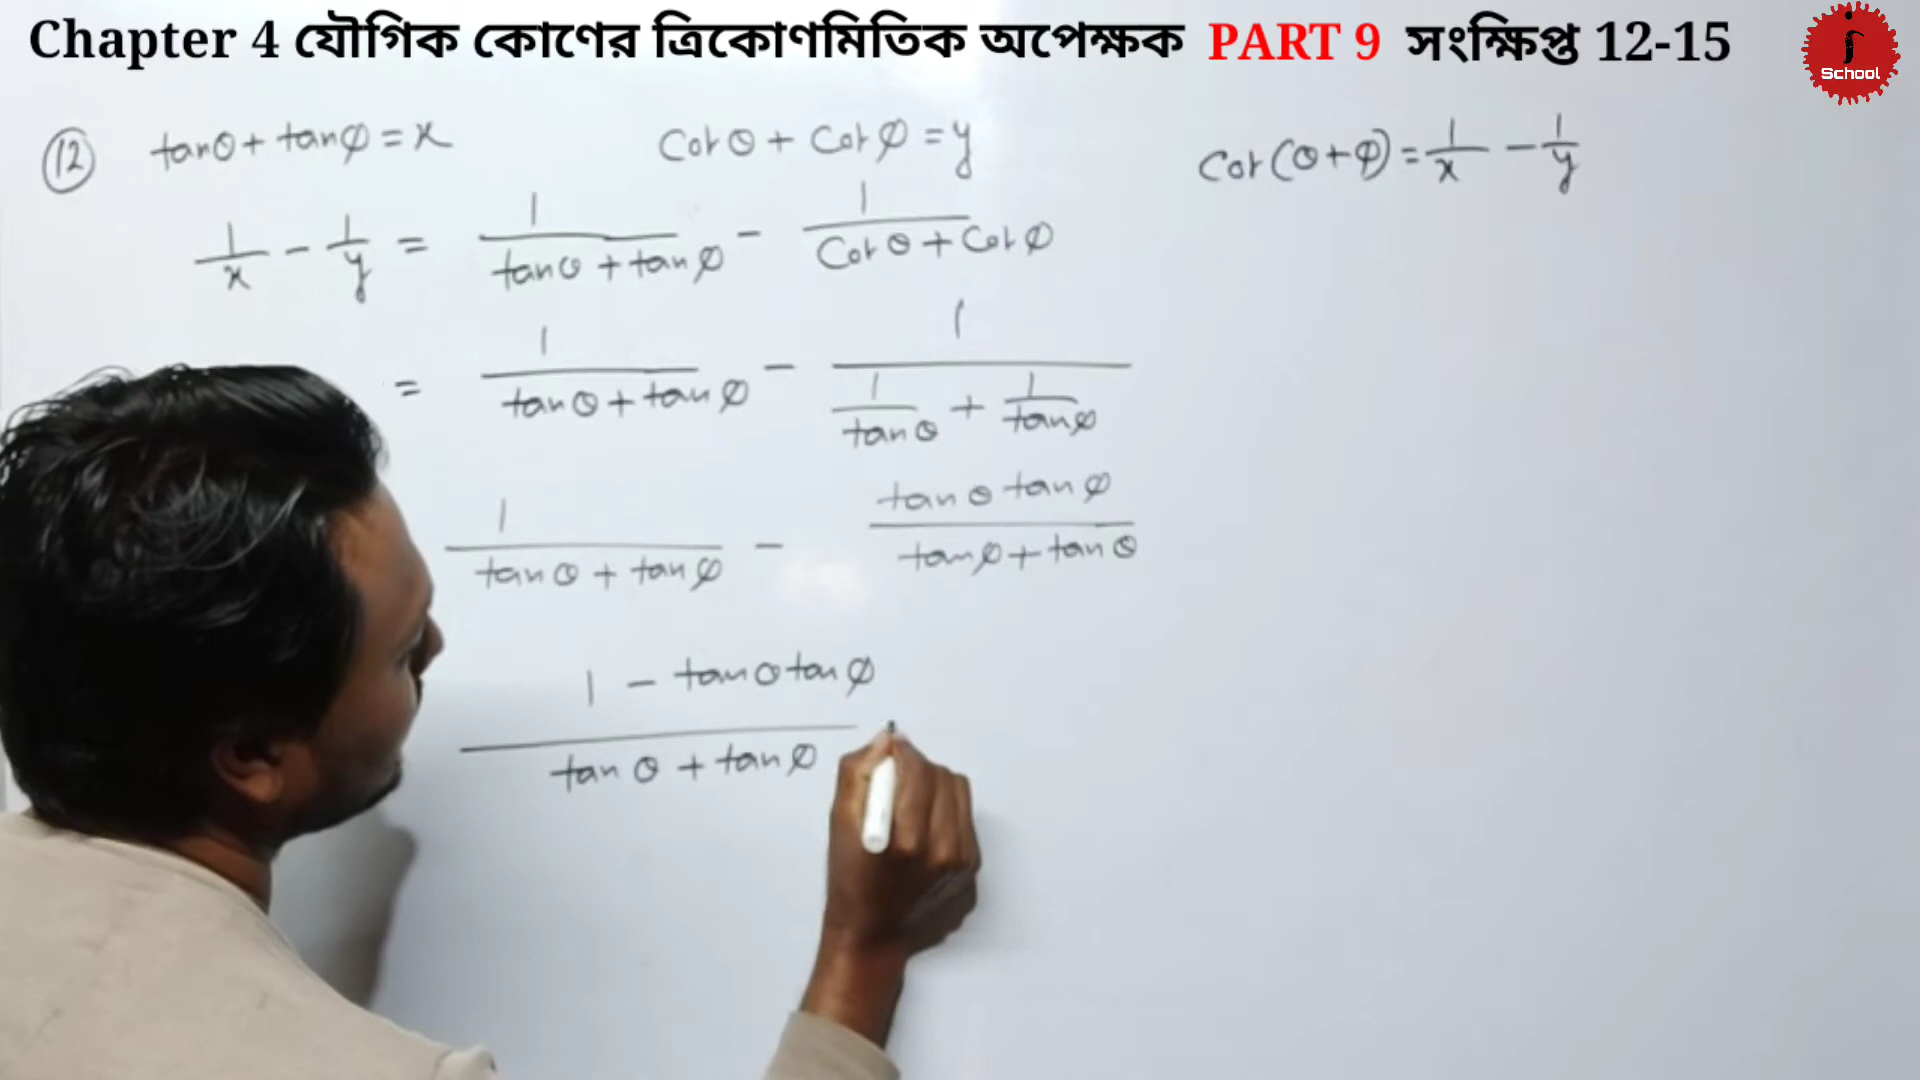 Chapter 4 যৌগিক কোণের ত্রিকোণমিতিক অপেক্ষক PART 9 সংক্ষিপ্ত 12-15
School
(12) tanθ + tanφ = x cotθ + cotφ = y cot(θ+φ) = 1/x - 1/y
1/x - 1/y = 1/(tanθ + tanφ) - 1/(cotθ + cotφ)
= 1/(tanθ + tanφ) - 1/(1/tanθ + 1/tanφ)
1/(tanθ + tanφ) - tanθ tanφ/(tanφ + tanθ)
(1 - tanθ tanφ)/(tanθ + tanφ)